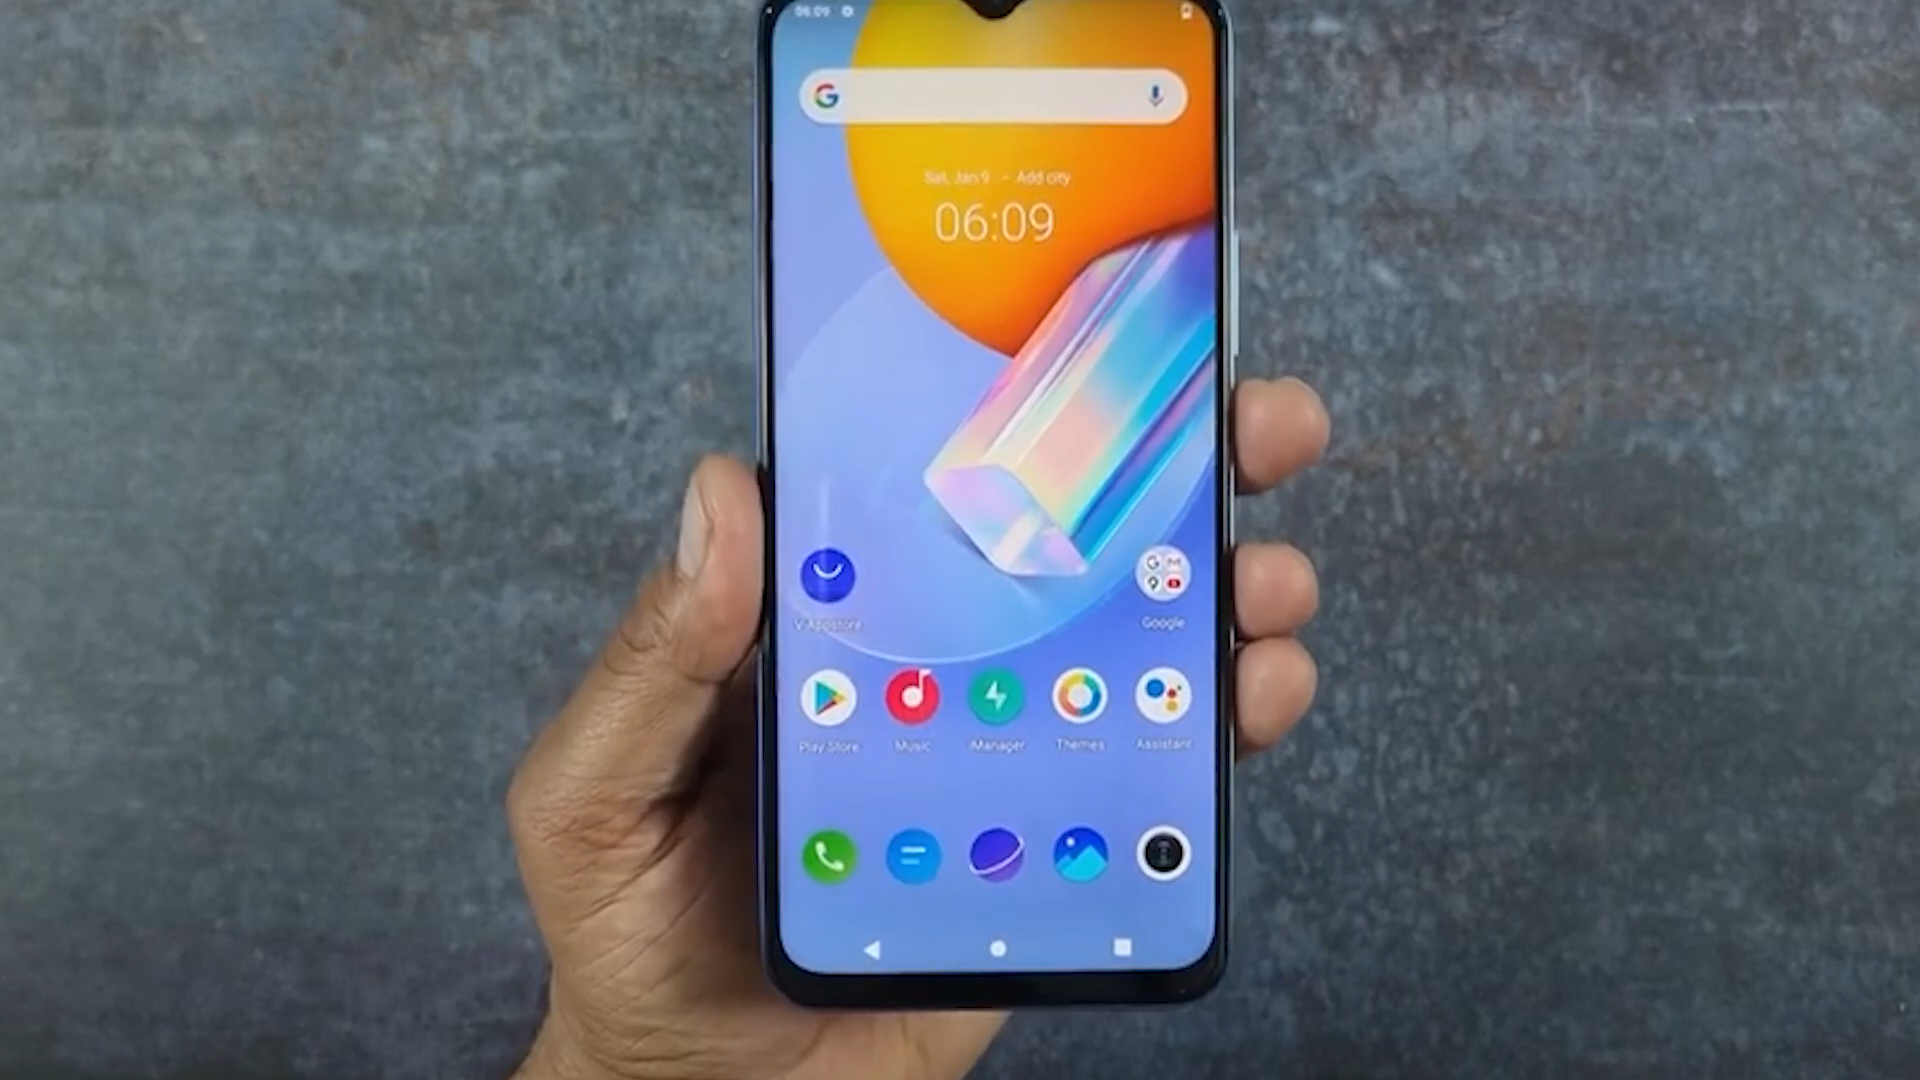 06:09
Sat, Jan 9 - Add city
06:09
V-Appstore
Google
Play Store
Music
iManager
Themes
Assistant